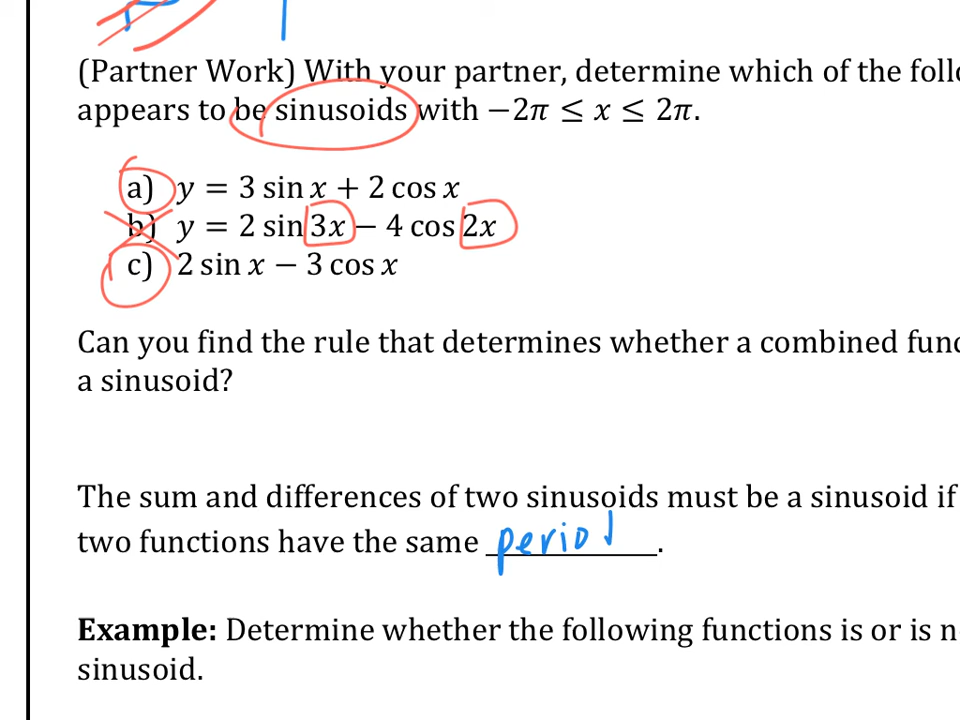 (Partner Work) With your partner, determine which of the follo
appears to be sinusoids with −2π ≤ x ≤ 2π.
a) y = 3 sin x + 2 cos x
b) y = 2 sin 3x − 4 cos 2x
c) 2 sin x − 3 cos x
Can you find the rule that determines whether a combined func
a sinusoid?
The sum and differences of two sinusoids must be a sinusoid if
two functions have the same period.
Example: Determine whether the following functions is or is n
sinusoid.